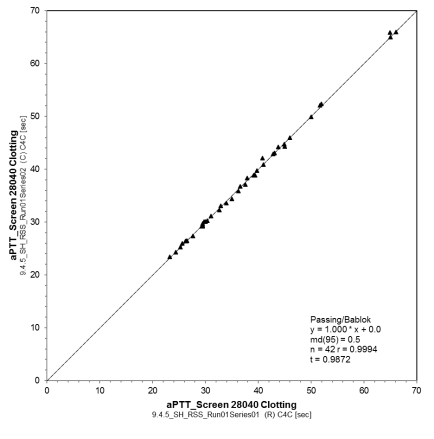 70
60
50
40
30
20
10
0
aPTT_Screen 28040 Clotting
9.4.5_SH_RSS_Run01Series02 (C) C4C [sec]
Passing/Bablok
y = 1.000 * x + 0.0
md(95) = 0.5
n = 42 r = 0.9994
t = 0.9872
0 10 20 30 40 50 60 70
aPTT_Screen 28040 Clotting
9.4.5_SH_RSS_Run01Series01 (R) C4C [sec]